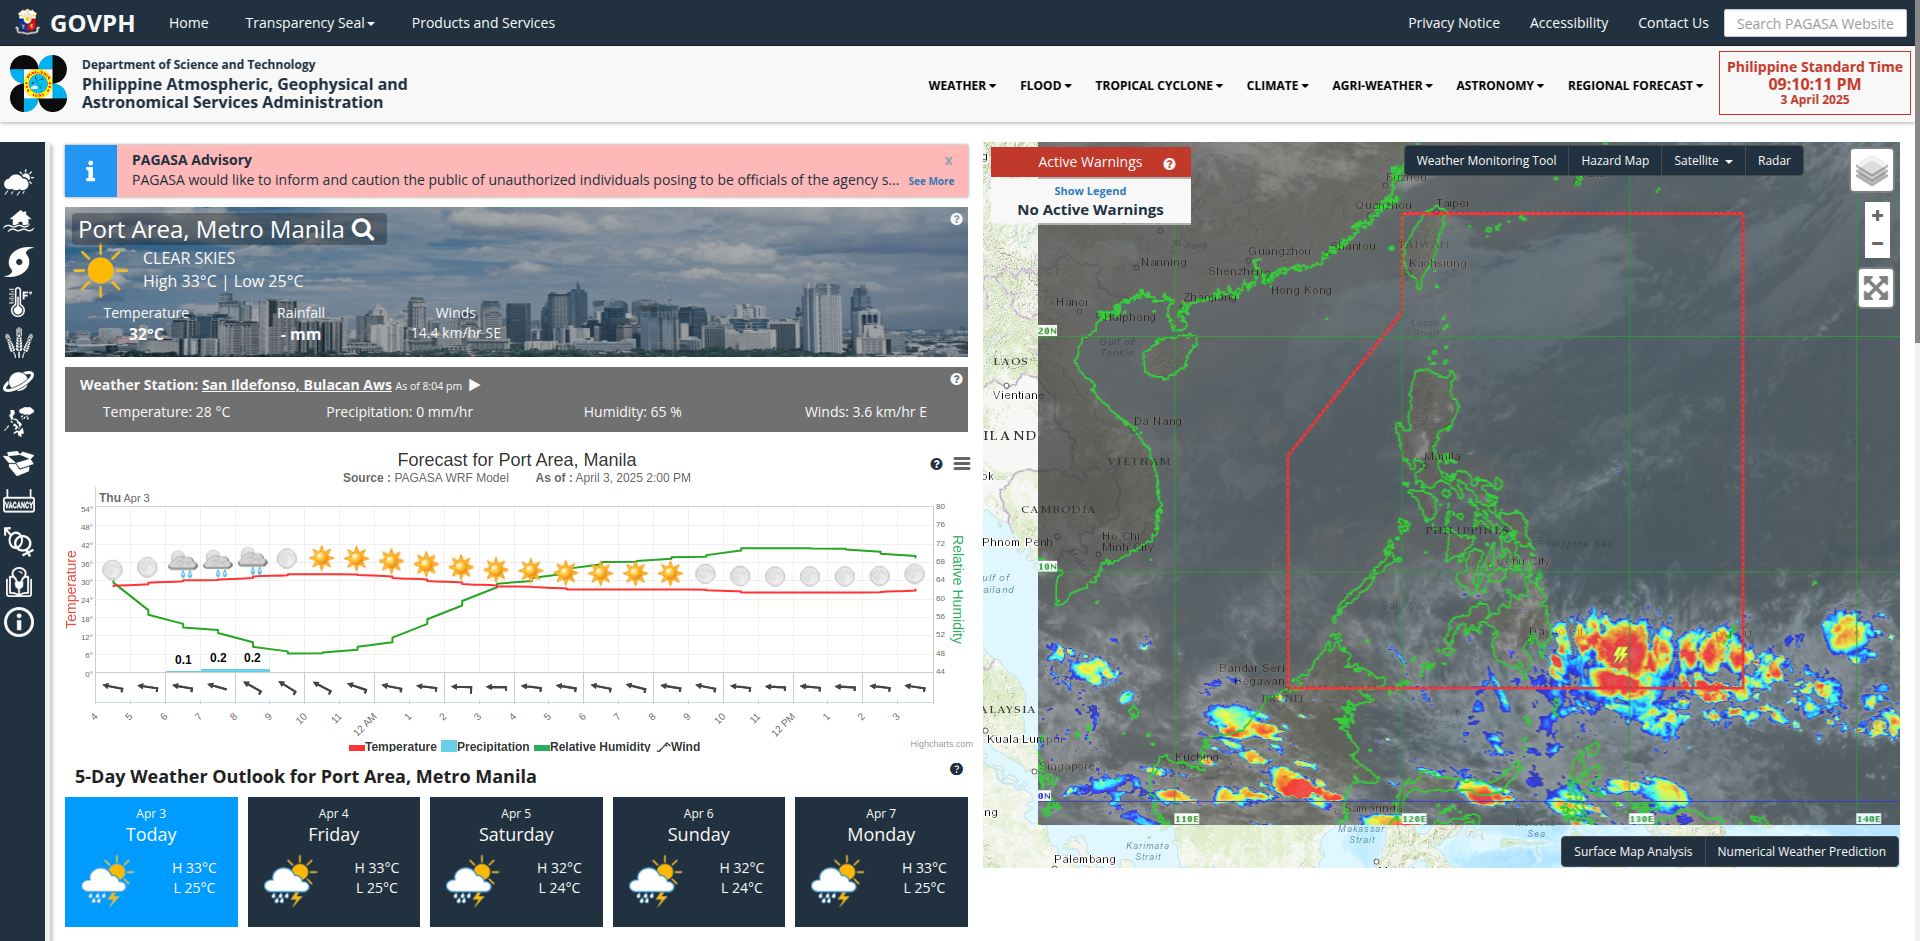 GOVPH
Home
Transparency Seal
Products and Services
Privacy Notice
Accessibility
Contact Us
Search PAGASA Website
Department of Science and Technology
Philippine Atmospheric, Geophysical and
Astronomical Services Administration
WEATHER
FLOOD
TROPICAL CYCLONE
CLIMATE
AGRI-WEATHER
ASTRONOMY
REGIONAL FORECAST
Philippine Standard Time
09:10:11 PM
3 April 2025
VACANCY
PAGASA Advisory
x
PAGASA would like to inform and caution the public of unauthorized individuals posing to be officials of the agency s... See More
Port Area, Metro Manila
CLEAR SKIES
High 33°C | Low 25°C
Temperature
32°C
Rainfall
- mm
Winds
14.4 km/hr SE
Weather Station: San Ildefonso, Bulacan Aws As of 8:04 pm
Temperature: 28 °C
Precipitation: 0 mm/hr
Humidity: 65 %
Winds: 3.6 km/hr E
Forecast for Port Area, Manila
Source : PAGASA WRF Model As of : April 3, 2025 2:00 PM
Thu Apr 3
Temperature
54°
48°
42°
36°
30°
24°
18°
12°
6°
0°
80
76
72
68
64
60
56
52
48
44
Relative Humidity
0.1 0.2 0.2
4 5 6 7 8 9 10 11 12 AM 1 2 3 4 5 6 7 8 9 10 11 12 PM 1 2 3
Temperature Precipitation Relative Humidity Wind
Highcharts.com
5-Day Weather Outlook for Port Area, Metro Manila
Apr 3
Today
H 33°C
L 25°C
Apr 4
Friday
H 33°C
L 25°C
Apr 5
Saturday
H 32°C
L 24°C
Apr 6
Sunday
H 32°C
L 24°C
Apr 7
Monday
H 33°C
L 25°C
Active Warnings
Show Legend
No Active Warnings
Weather Monitoring Tool
Hazard Map
Satellite
Radar
+
−
Fuzhou
Quanzhou
Taipei
Shantou
TAIWAN
Kaohsiung
Guangzhou
Shenzhen
Hong Kong
Nanning
Zhanjiang
Hanoi
Haiphong
Gulf of
Tonkin
Luzon
Strait
20N
LAOS
Vientiane
Da Nang
ILAND
VIETNAM
Manila
ok
CAMBODIA
PHILIPPINES
Philippine Sea
Phnom Penh
Ho Chi
Minh City
Cebu City
10N
ulf of
ailand
Sulu Sea
Davao City
Bandar Seri
Begawan
BRUNEI
ALAYSIA
Kuala Lumpur
Kuching
Singapore
0N
Samarinda
110E
120E
130E
140E
ng
Makassar
Strait
Karimata
Strait
Palembang
Sea
Surface Map Analysis
Numerical Weather Prediction